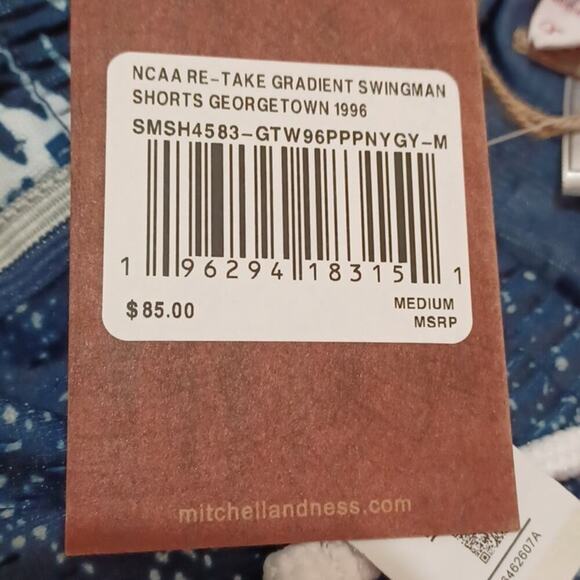 NCAA RE-TAKE GRADIENT SWINGMAN
SHORTS GEORGETOWN 1996
SMSH4583-GTW96PPPNYGY-M
1 96294 18315 1
$85.00
MEDIUM
MSRP
mitchellandness.com
462607A